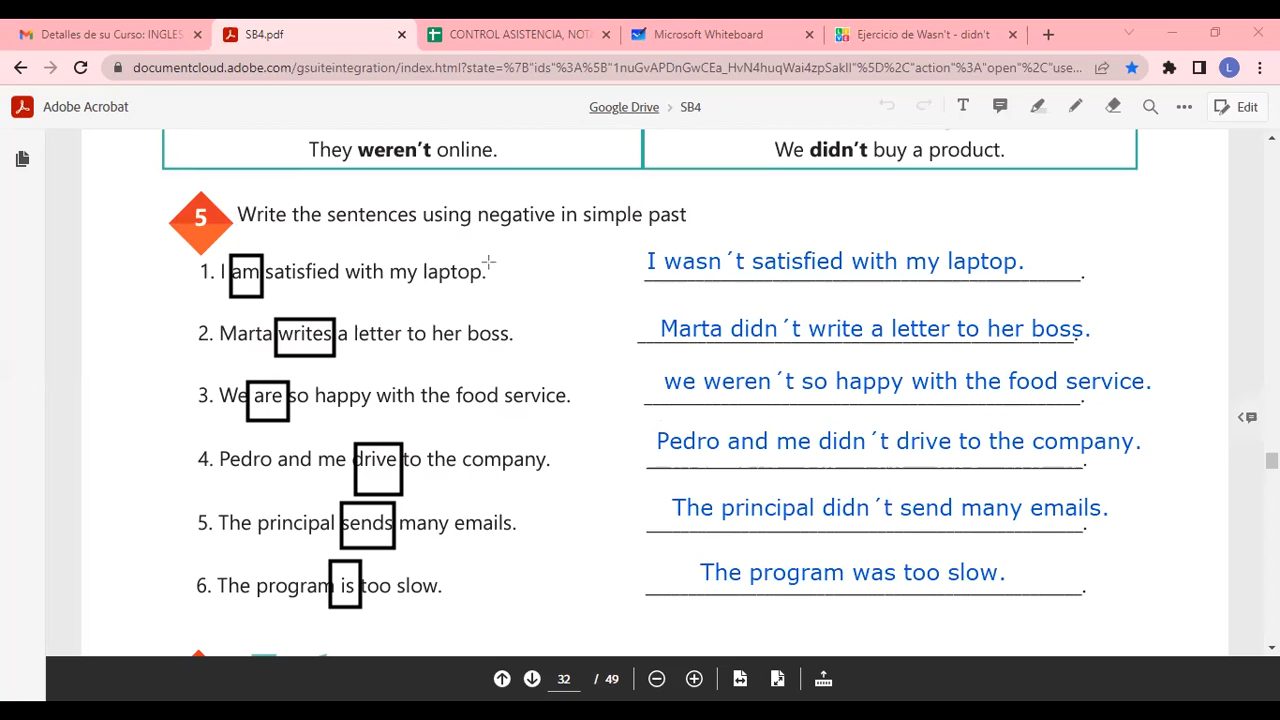 Detalles de su Curso: INGLES
SB4.pdf
CONTROL ASISTENCIA, NOTA
Microsoft Whiteboard
Ejercicio de Wasn't - didn't
documentcloud.adobe.com/gsuiteintegration/index.html?state=%7B"ids"%3A%5B"1nuGvAPDnGwCEa_HvN4huqWai4zpSakIl"%5D%2C"action"%3A"open"%2C"use...
L
Adobe Acrobat
Google Drive > SB4
Edit
They weren't online.
We didn't buy a product.
5 Write the sentences using negative in simple past
1. I am satisfied with my laptop. I wasn´t satisfied with my laptop.
2. Marta writes a letter to her boss. Marta didn´t write a letter to her boss.
3. We are so happy with the food service. we weren´t so happy with the food service.
4. Pedro and me drive to the company. Pedro and me didn´t drive to the company.
5. The principal sends many emails. The principal didn´t send many emails.
6. The program is too slow. The program was too slow.
32 / 49